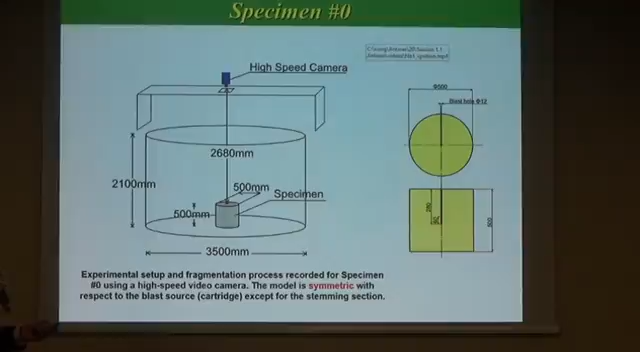 Specimen #0
High Speed Camera
Φ500
Blast hole Φ12
2680mm
2100mm
500mm
Specimen
500mm
3500mm
500
Experimental setup and fragmentation process recorded for Specimen
#0 using a high-speed video camera. The model is symmetric with
respect to the blast source (cartridge) except for the stemming section.